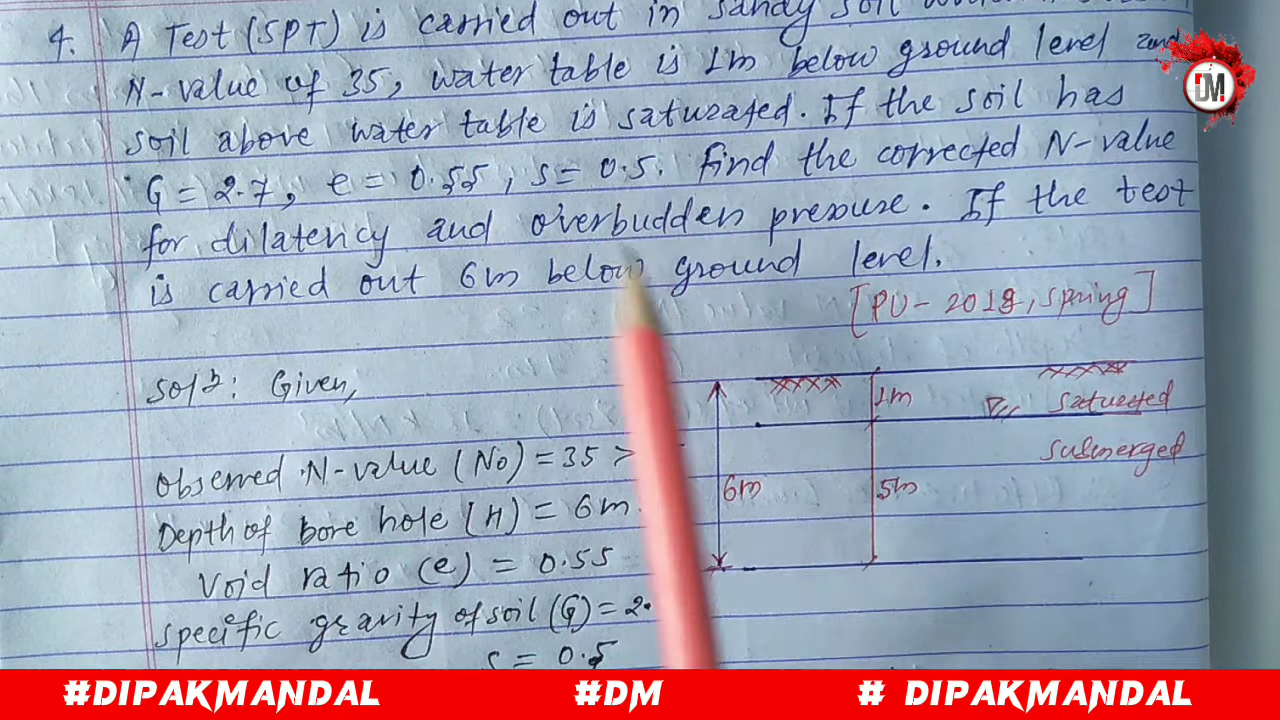 4. A Test (SPT) is carried out in sandy soil
N-value of 35, water table is 1m below ground level and
soil above water table is saturated. If the soil has
G = 2.7, e = 0.55, s = 0.5. Find the corrected N-value
for dilatency and overbudden pressure. If the test
is carried out 6m below ground level.
[PU - 2018, spring]
Solⁿ: Given,
1m
saturated
submerged
6m
5m
Observed N-value (No) = 35 >
Depth of bore hole (H) = 6m
Void ratio (e) = 0.55
specific gravity of soil (G) = 2.
s = 0.5
DM
#DIPAKMANDAL #DM # DIPAKMANDAL